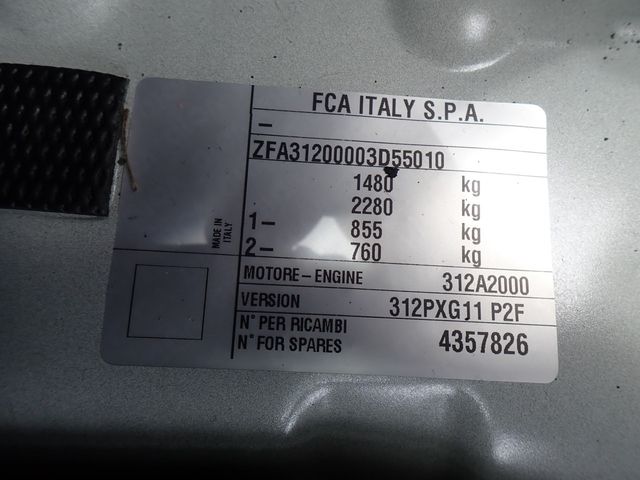 FCA ITALY S.P.A.
–
ZFA31200003D55010
1480 kg
2280 kg
1– 855 kg
2– 760 kg
MADE IN
ITALY
MOTORE – ENGINE 312A2000
VERSION 312PXG11 P2F
N° PER RICAMBI
N° FOR SPARES 4357826